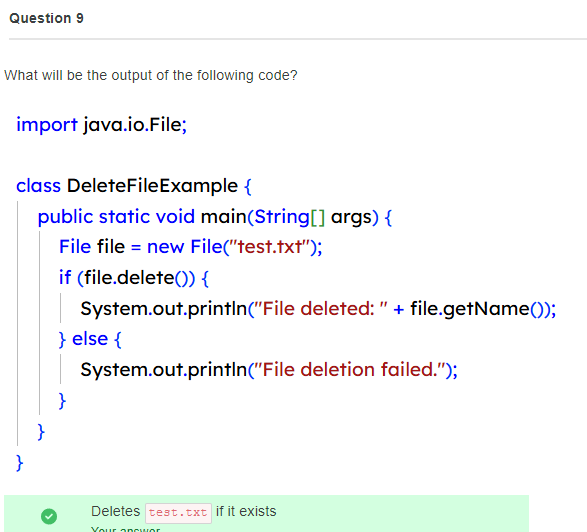 Question 9
What will be the output of the following code?
import java.io.File;
class DeleteFileExample {
public static void main(String[] args) {
File file = new File("test.txt");
if (file.delete()) {
System.out.println("File deleted: " + file.getName());
} else {
System.out.println("File deletion failed.");
}
}
}
Deletes test.txt if it exists
Your answer